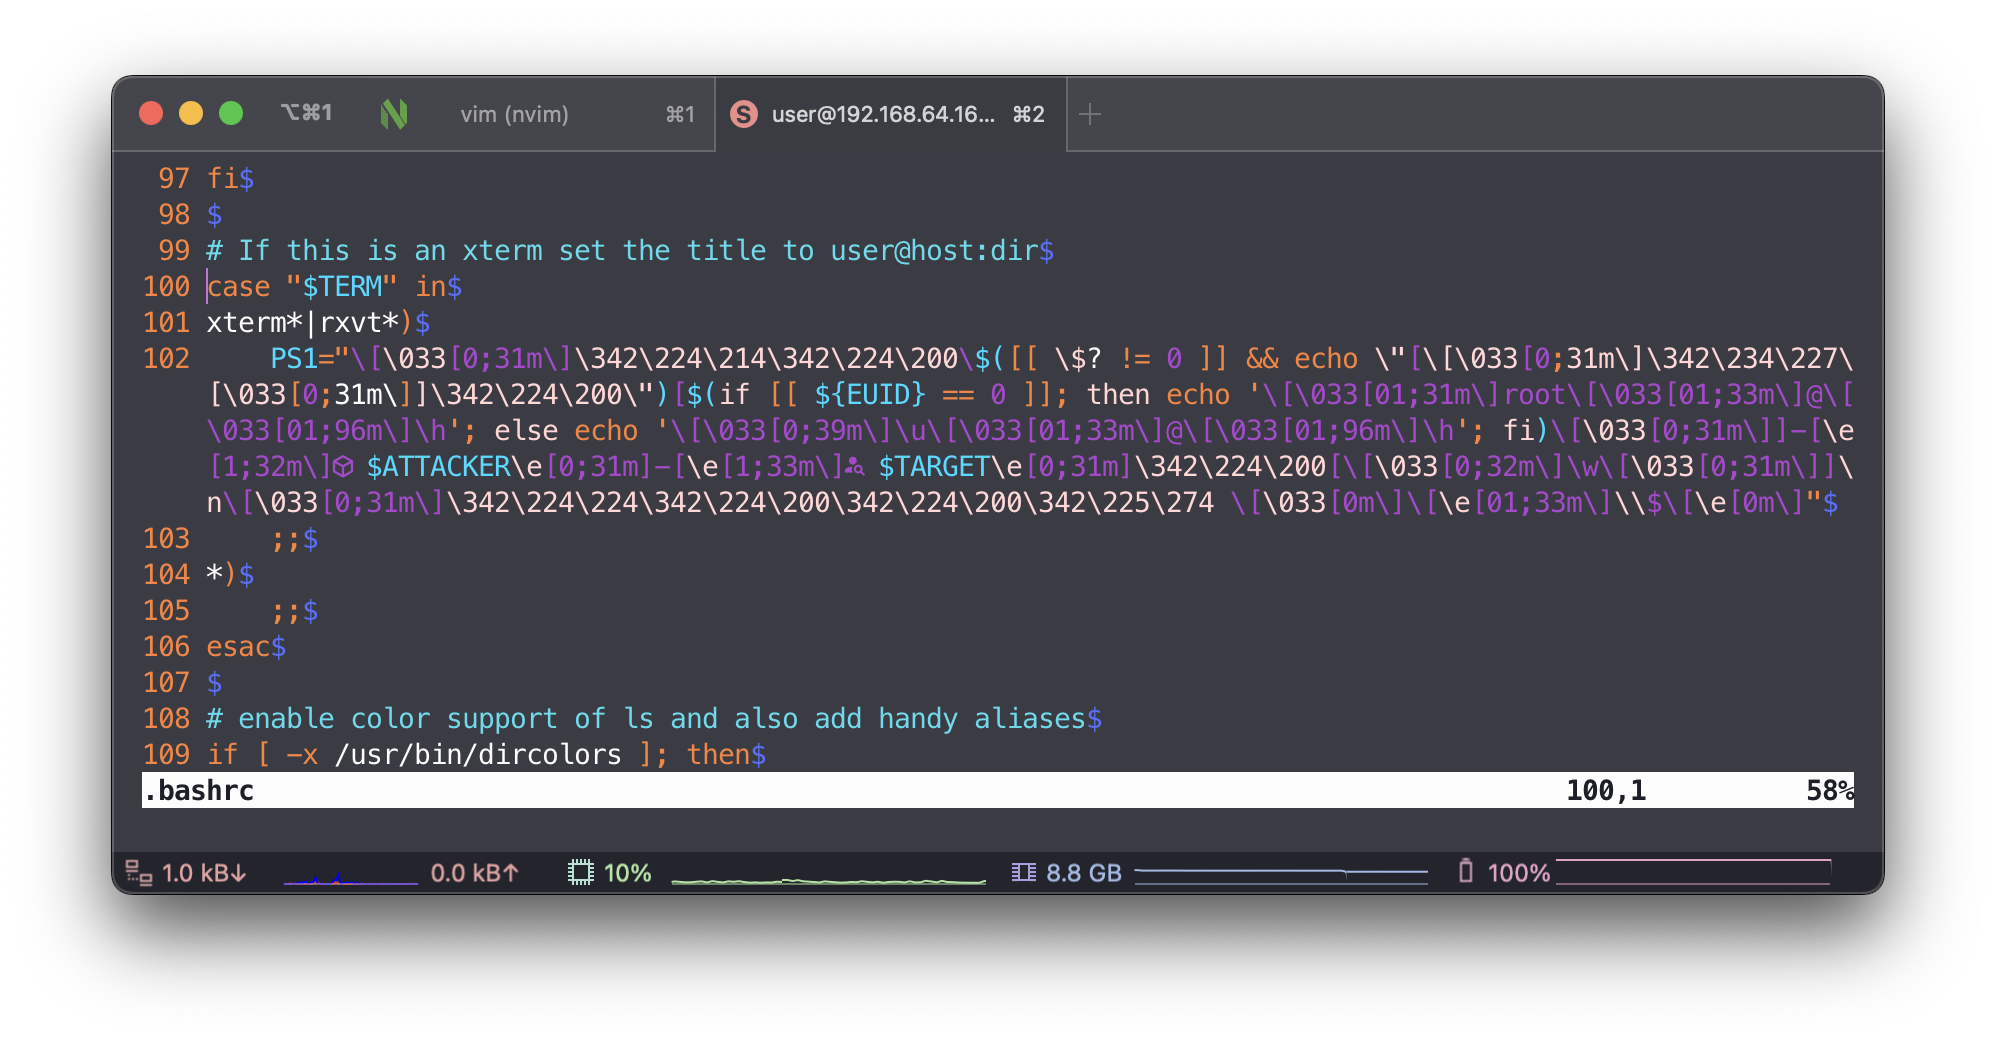 ⌥⌘1 vim (nvim) ⌘1 S user@192.168.64.16... ⌘2 +
97 fi$
98 $
99 # If this is an xterm set the title to user@host:dir$
100 case "$TERM" in$
101 xterm*|rxvt*)$
102     PS1="\[\033[0;31m\]\342\224\214\342\224\200\$([[ \$? != 0 ]] && echo \"[\[\033[0;31m\]\342\234\227\
[\033[0;31m\]]\342\224\200\")[$(if [[ ${EUID} == 0 ]]; then echo '\[\033[01;31m\]root\[\033[01;33m\]@\[
\033[01;96m\]\h'; else echo '\[\033[0;39m\]\u\[\033[01;33m\]@\[\033[01;96m\]\h'; fi)\[\033[0;31m\]]-[\e
[1;32m\] $ATTACKER\e[0;31m]-[\e[1;33m\] $TARGET\e[0;31m]\342\224\200[\[\033[0;32m\]\w\[\033[0;31m\]]\
n\[\033[0;31m\]\342\224\224\342\224\200\342\224\200\342\225\274 \[\033[0m\]\[\e[01;33m\]\\$\[\e[0m\]"$
103     ;;$
104 *)$
105     ;;$
106 esac$
107 $
108 # enable color support of ls and also add handy aliases$
109 if [ -x /usr/bin/dircolors ]; then$
.bashrc 100,1 58%
1.0 kB↓ 0.0 kB↑ 10% 8.8 GB 100%